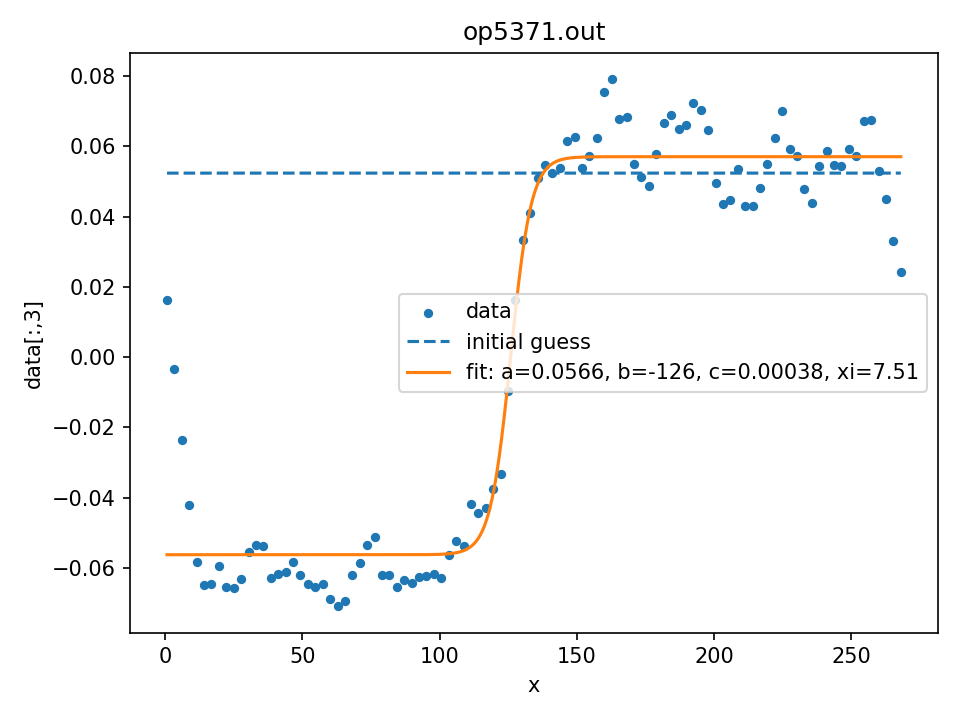 op5371.out
0.08
0.06
0.04
0.02
0.00
−0.02
−0.04
−0.06
data[:,3]
data
initial guess
fit: a=0.0566, b=-126, c=0.00038, xi=7.51
0 50 100 150 200 250
x